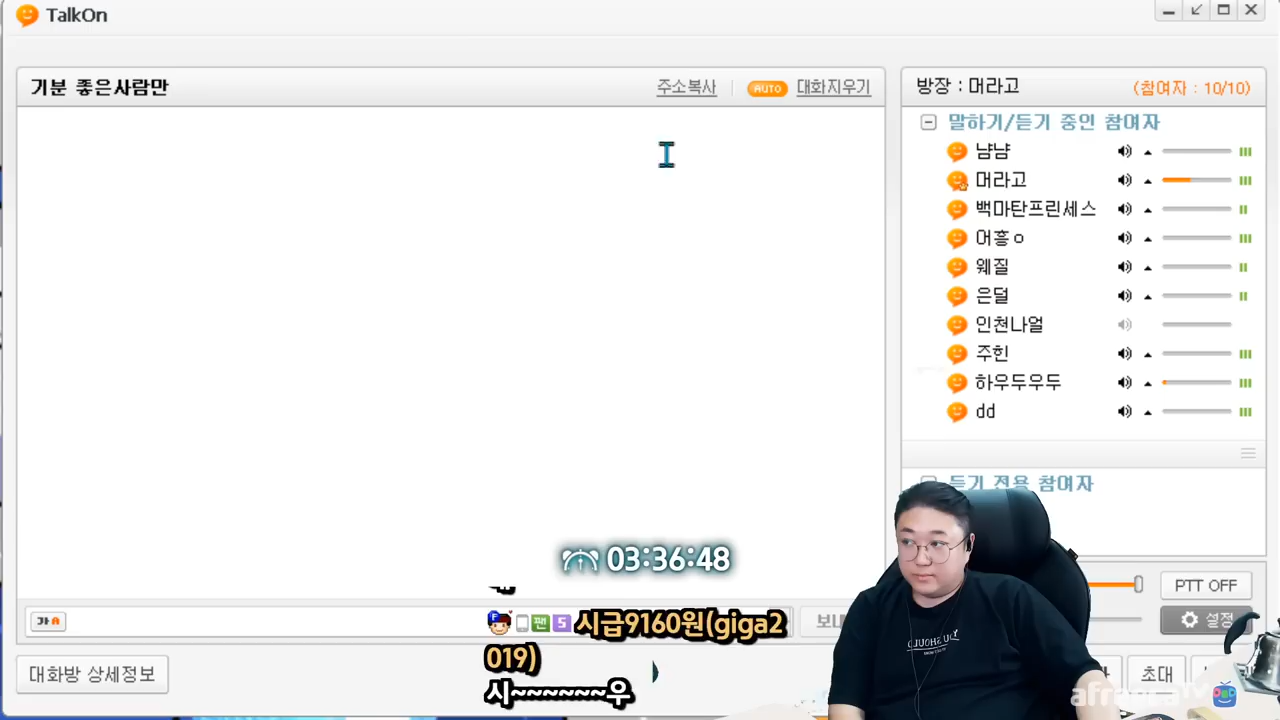 TalkOn
기분 좋은사람만
주소복사
AUTO 대화지우기
방장 : 머라고
(참여자 : 10/10)
말하기/듣기 중인 참여자
냠냠
머라고
백마탄프린세스
어흥ㅇ
웨질
은덜
인천나얼
주힌
하우두우두
dd
듣기 전용 참여자
03:36:48
PTT OFF
가A
팬 5 시급9160원(giga2
019)
시~~~~~~우
설정
대화방 상세정보
초대